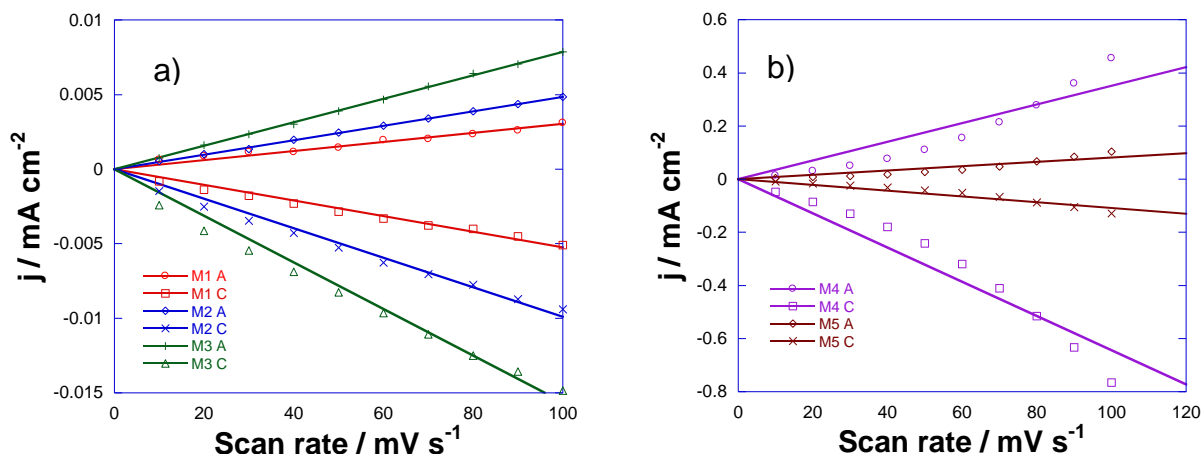 a)
0.01
0.005
0
-0.005
-0.01
-0.015
j / mA cm-2
0 20 40 60 80 100
Scan rate / mV s-1
M1 A
M1 C
M2 A
M2 C
M3 A
M3 C
b)
0.6
0.4
0.2
0
-0.2
-0.4
-0.6
-0.8
j / mA cm-2
0 20 40 60 80 100 120
Scan rate / mV s-1
M4 A
M4 C
M5 A
M5 C